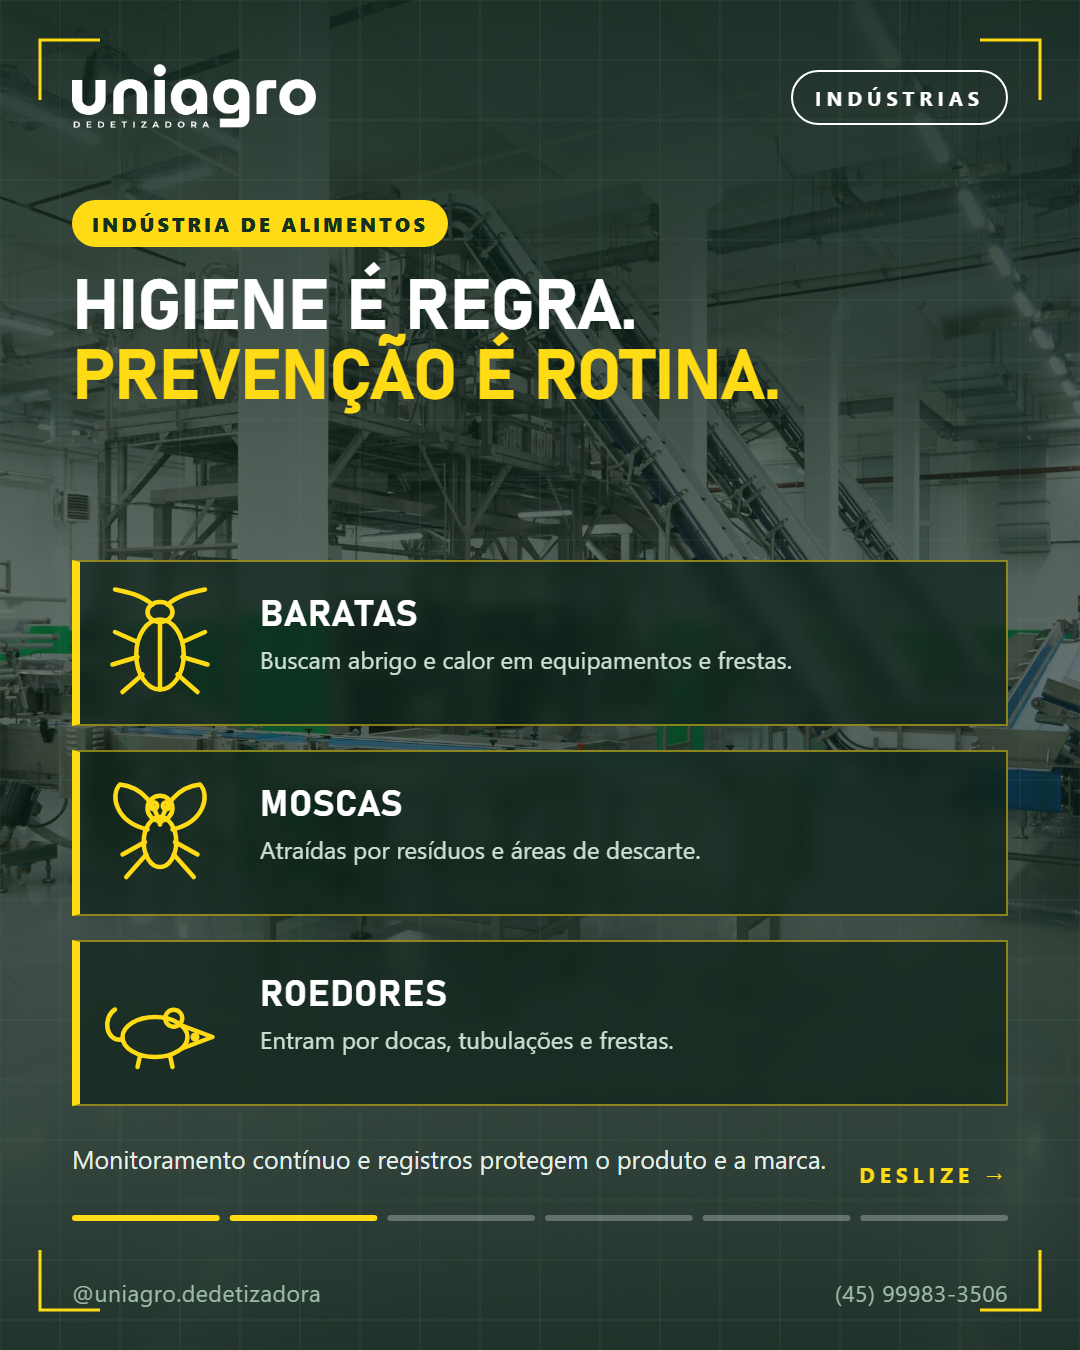 uniagro
DEDETIZADORA
INDÚSTRIAS
INDÚSTRIA DE ALIMENTOS
HIGIENE É REGRA.
PREVENÇÃO É ROTINA.
BARATAS
Buscam abrigo e calor em equipamentos e frestas.
MOSCAS
Atraídas por resíduos e áreas de descarte.
ROEDORES
Entram por docas, tubulações e frestas.
Monitoramento contínuo e registros protegem o produto e a marca.
DESLIZE →
@uniagro.dedetizadora
(45) 99983-3506